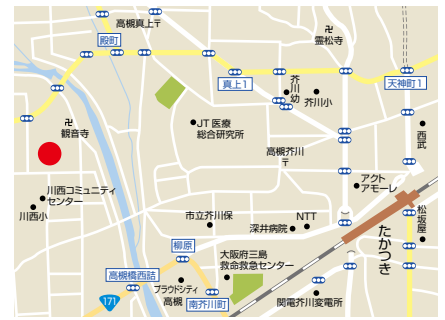 高槻真上〒
卍
霊松寺
殿町
真上1
芥川幼
芥川小
天神町1
卍
観音寺
JT医療
総合研究所
高槻芥川
〒
西武
川西コミュニティ
センター
川西小
アクト
アモーレ
市立芥川保
深井病院
NTT
松坂屋
たかつき
柳原
高槻橋西詰
大阪府三島
救命救急センター
171
プラウドシティ
高槻
南芥川町
関電芥川変電所